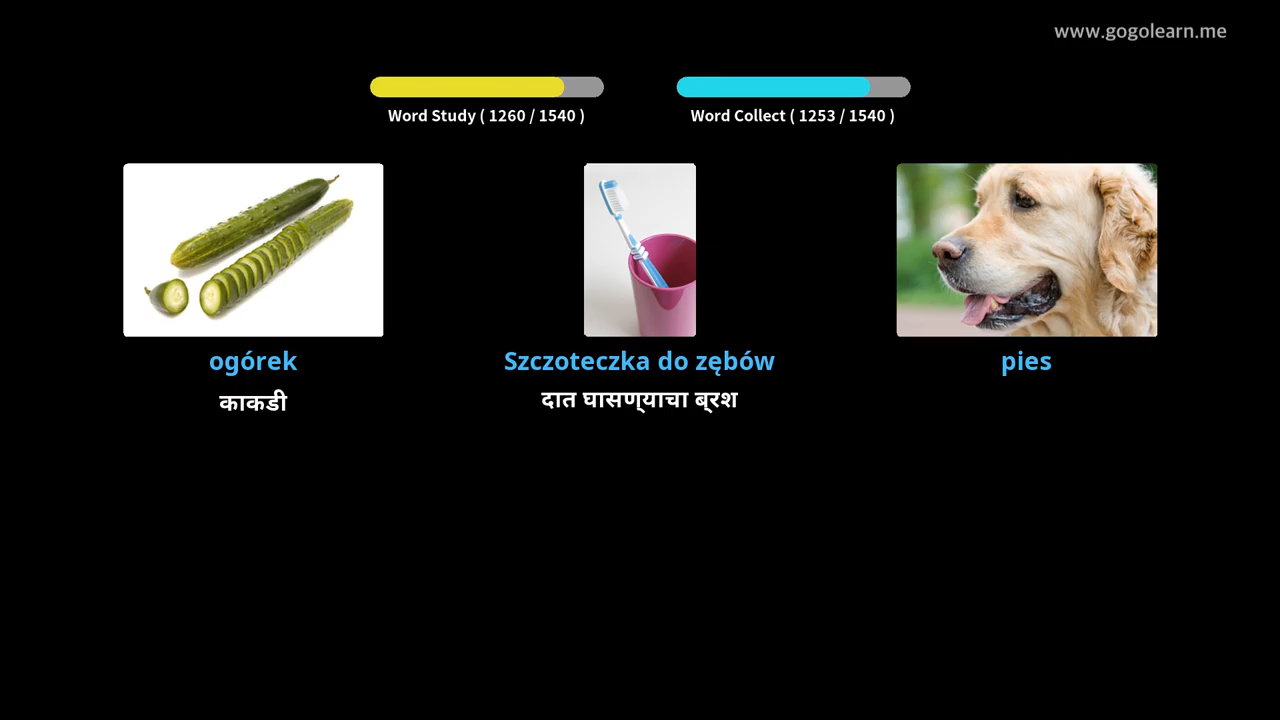 www.gogolearn.me
Word Study ( 1260 / 1540 )
Word Collect ( 1253 / 1540 )
ogórek
Szczoteczka do zębów
pies
काकडी
दात घासण्याचा ब्रश